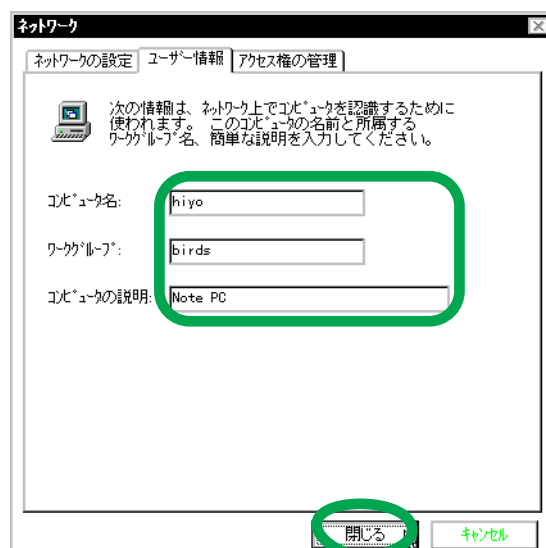 ネットワーク
ネットワークの設定 ユーザー情報 アクセス権の管理
次の情報は、ネットワーク上でコンピュータを認識するために
使われます。 このコンピュータの名前と所属する
ワークグループ名、簡単な説明を入力してください。
コンピュータ名: hiyo
ワークグループ: birds
コンピュータの説明: Note PC
閉じる キャンセル